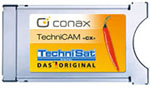 conax
TechniCAM -cx-
TechniSat
DAS ORIGINAL